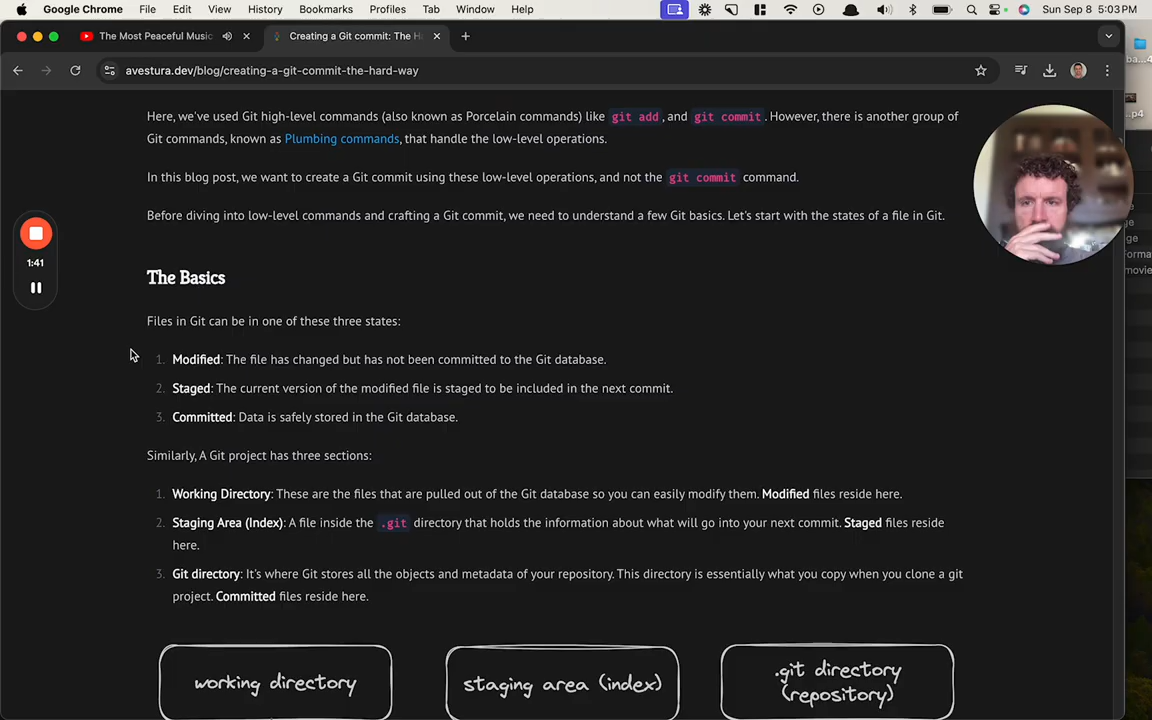 Google Chrome File Edit View History Bookmarks Profiles Tab Window Help Sun Sep 8 5:03 PM
The Most Peaceful Music
Creating a Git commit: The H
avestura.dev/blog/creating-a-git-commit-the-hard-way
Here, we've used Git high-level commands (also known as Porcelain commands) like git add, and git commit. However, there is another group of
Git commands, known as Plumbing commands, that handle the low-level operations.
In this blog post, we want to create a Git commit using these low-level operations, and not the git commit command.
Before diving into low-level commands and crafting a Git commit, we need to understand a few Git basics. Let's start with the states of a file in Git.
1:41
The Basics
Files in Git can be in one of these three states:
1. Modified: The file has changed but has not been committed to the Git database.
2. Staged: The current version of the modified file is staged to be included in the next commit.
3. Committed: Data is safely stored in the Git database.
Similarly, A Git project has three sections:
1. Working Directory: These are the files that are pulled out of the Git database so you can easily modify them. Modified files reside here.
2. Staging Area (Index): A file inside the .git directory that holds the information about what will go into your next commit. Staged files reside
here.
3. Git directory: It's where Git stores all the objects and metadata of your repository. This directory is essentially what you copy when you clone a git
project. Committed files reside here.
working directory
staging area (index)
.git directory
(repository)